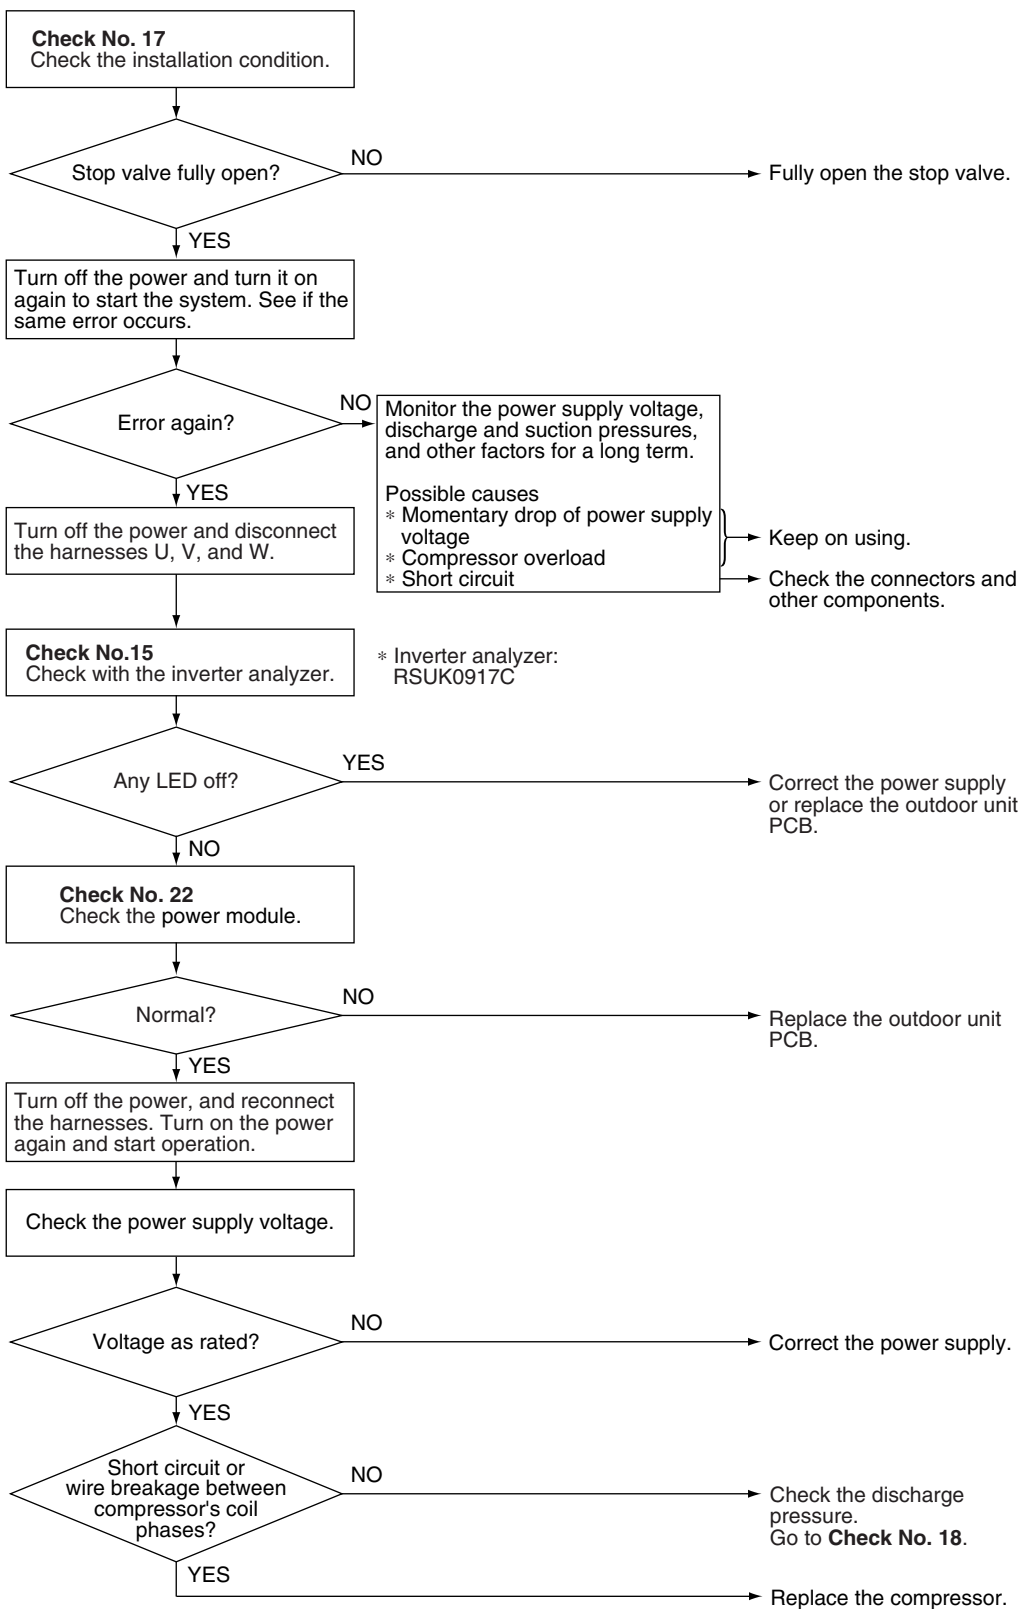 Check No. 17
Check the installation condition.
Stop valve fully open?
NO
Fully open the stop valve.
YES
Turn off the power and turn it on
again to start the system. See if the
same error occurs.
Error again?
NO
Monitor the power supply voltage,
discharge and suction pressures,
and other factors for a long term.
Possible causes
* Momentary drop of power supply
voltage
* Compressor overload
* Short circuit
Keep on using.
Check the connectors and
other components.
YES
Turn off the power and disconnect
the harnesses U, V, and W.
Check No.15
Check with the inverter analyzer.
* Inverter analyzer:
RSUK0917C
Any LED off?
YES
Correct the power supply
or replace the outdoor unit
PCB.
NO
Check No. 22
Check the power module.
Normal?
NO
Replace the outdoor unit
PCB.
YES
Turn off the power, and reconnect
the harnesses. Turn on the power
again and start operation.
Check the power supply voltage.
Voltage as rated?
NO
Correct the power supply.
YES
Short circuit or
wire breakage between
compressor's coil
phases?
NO
Check the discharge
pressure.
Go to Check No. 18.
YES
Replace the compressor.